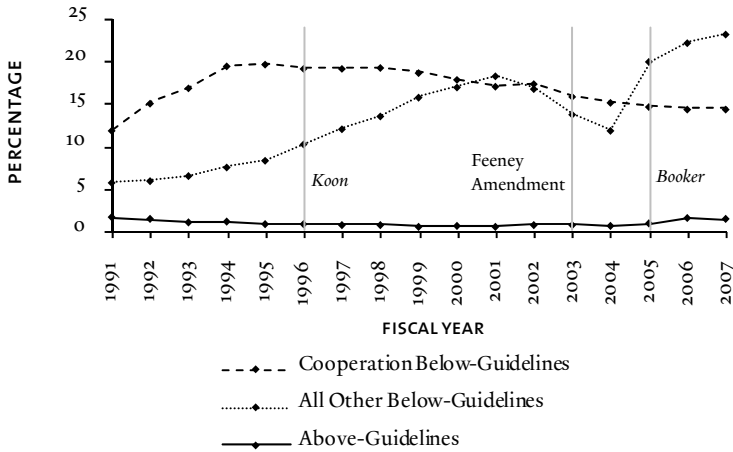 25
20
15
10
5
0
PERCENTAGE
Koon
Feeney
Amendment
Booker
1991
1992
1993
1994
1995
1996
1997
1998
1999
2000
2001
2002
2003
2004
2005
2006
2007
FISCAL YEAR
Cooperation Below-Guidelines
All Other Below-Guidelines
Above-Guidelines